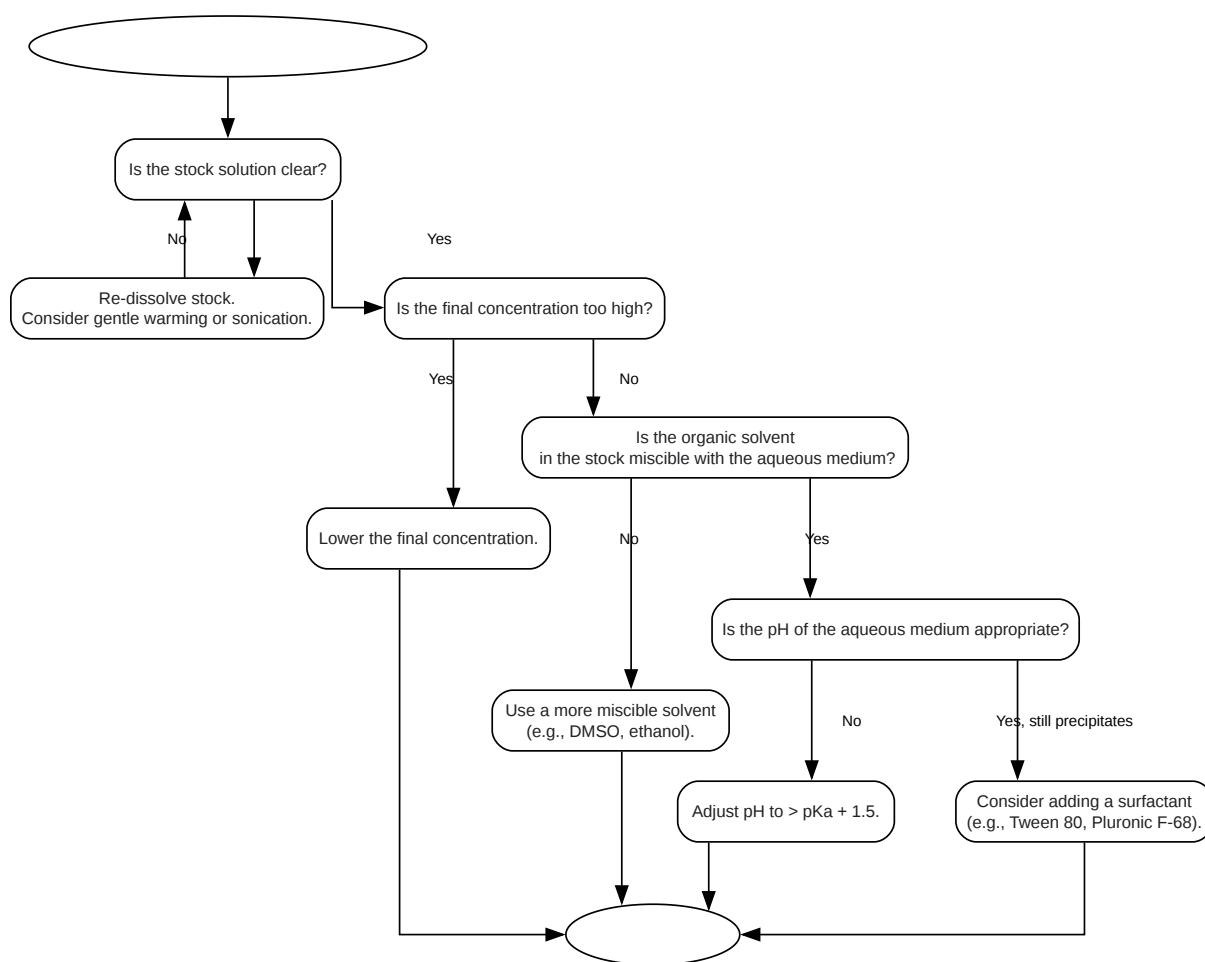 Is the stock solution clear?
No
Yes
Re-dissolve stock.
Consider gentle warming or sonication.
Is the final concentration too high?
Yes
No
Is the organic solvent
in the stock miscible with the aqueous medium?
Lower the final concentration.
No
Yes
Is the pH of the aqueous medium appropriate?
Use a more miscible solvent
(e.g., DMSO, ethanol).
No
Yes, still precipitates
Adjust pH to > pKa + 1.5.
Consider adding a surfactant
(e.g., Tween 80, Pluronic F-68).